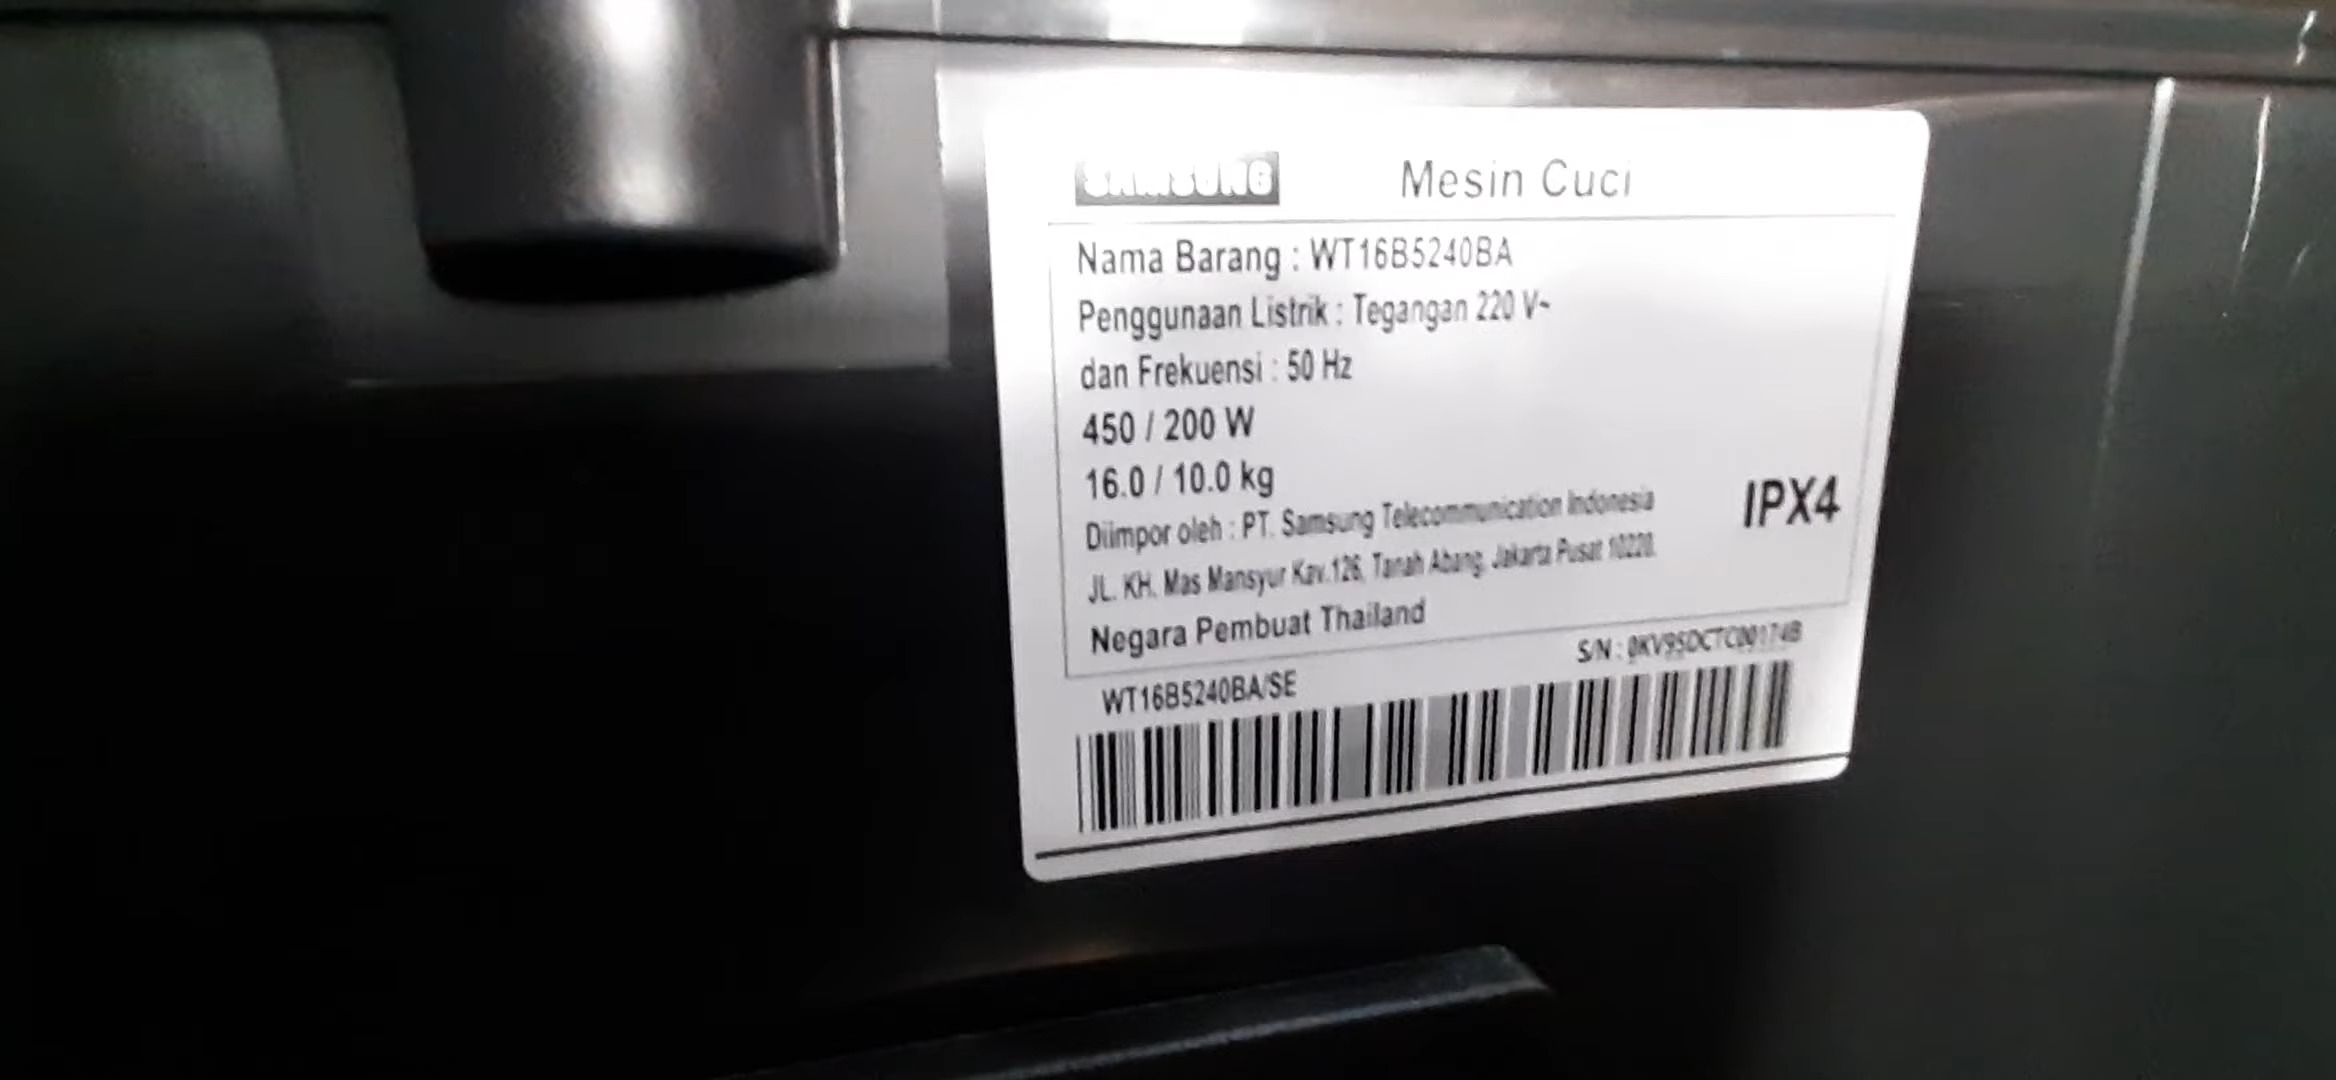 SAMSUNG Mesin Cuci
Nama Barang : WT16B5240BA
Penggunaan Listrik : Tegangan 220 V~
dan Frekuensi : 50 Hz
450 / 200 W
16.0 / 10.0 kg
IPX4
Diimpor oleh : PT. Samsung Telecommunication Indonesia
JL. KH. Mas Mansyur Kav.126, Tanah Abang, Jakarta Pusat 10220.
Negara Pembuat Thailand
S/N : 0KV95DCTC00174B
WT16B5240BA/SE